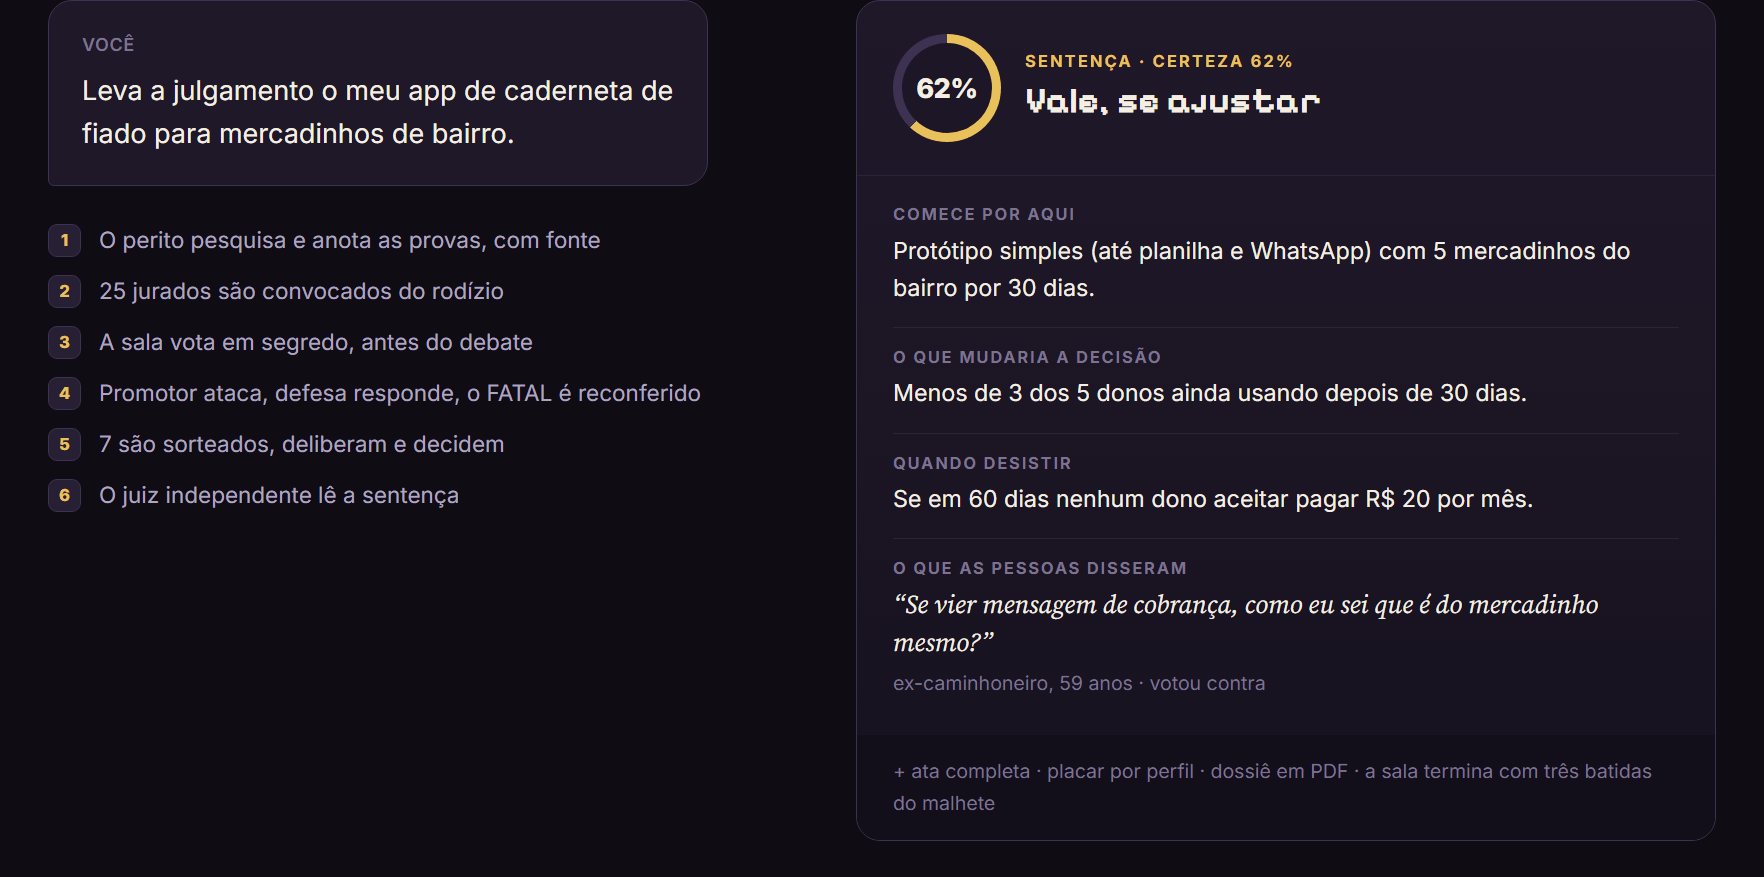 VOCÊ
Leva a julgamento o meu app de caderneta de
fiado para mercadinhos de bairro.
1 O perito pesquisa e anota as provas, com fonte
2 25 jurados são convocados do rodízio
3 A sala vota em segredo, antes do debate
4 Promotor ataca, defesa responde, o FATAL é reconferido
5 7 são sorteados, deliberam e decidem
6 O juiz independente lê a sentença
62%
SENTENÇA · CERTEZA 62%
Vale, se ajustar
COMECE POR AQUI
Protótipo simples (até planilha e WhatsApp) com 5 mercadinhos do
bairro por 30 dias.
O QUE MUDARIA A DECISÃO
Menos de 3 dos 5 donos ainda usando depois de 30 dias.
QUANDO DESISTIR
Se em 60 dias nenhum dono aceitar pagar R$ 20 por mês.
O QUE AS PESSOAS DISSERAM
“Se vier mensagem de cobrança, como eu sei que é do mercadinho
mesmo?”
ex-caminhoneiro, 59 anos · votou contra
+ ata completa · placar por perfil · dossiê em PDF · a sala termina com três batidas
do malhete